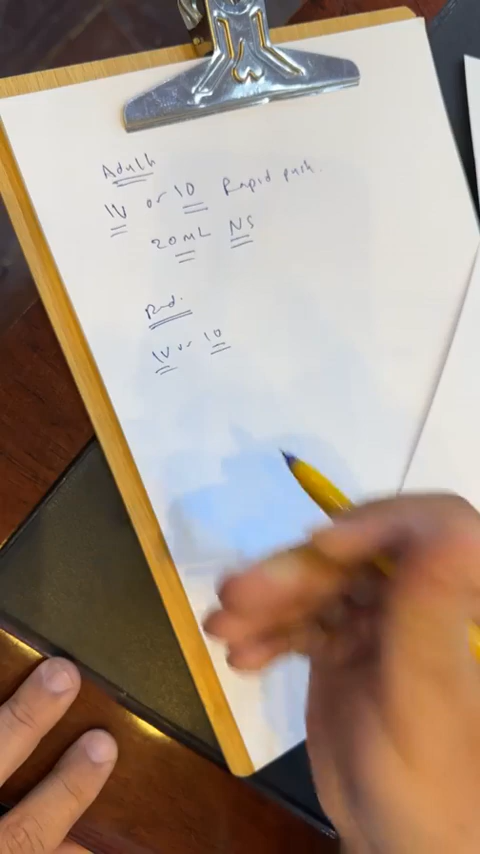 Adult
IV or IO Rapid push.
20mL NS
Ped.
IV or IO